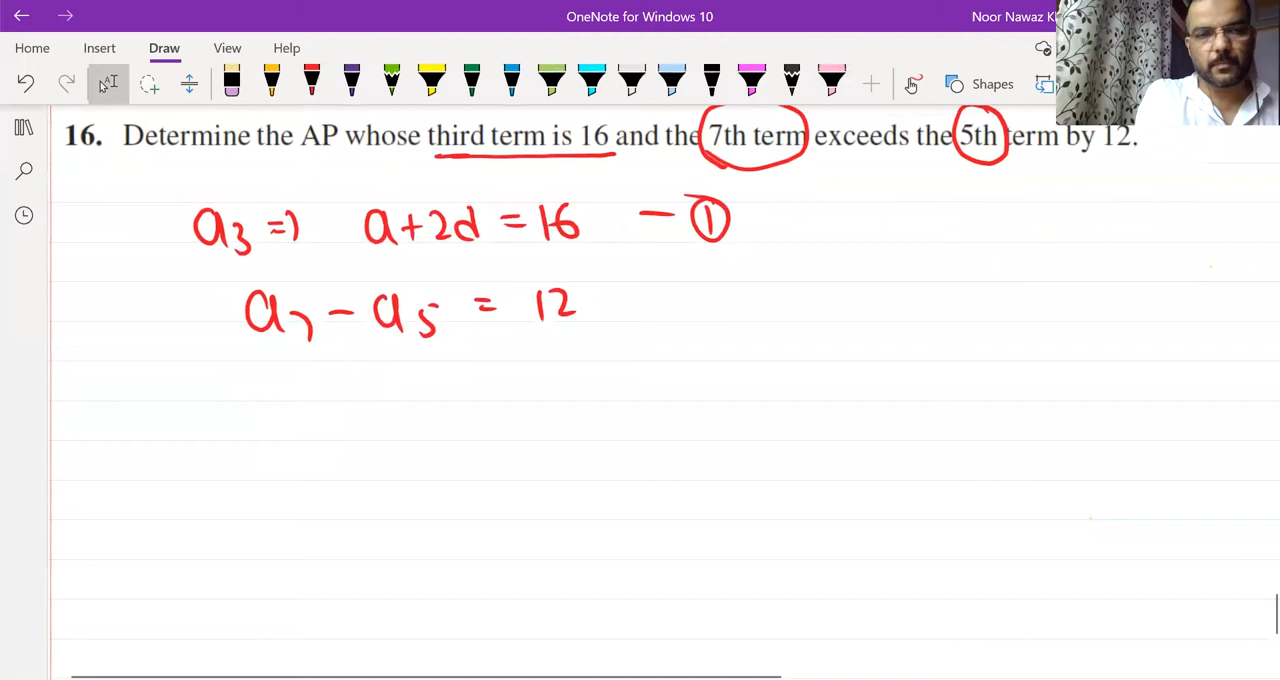 OneNote for Windows 10
Noor Nawaz K
Home Insert Draw View Help
Shapes
16. Determine the AP whose third term is 16 and the 7th term exceeds the 5th term by 12.
a₃ ⇒ a+2d = 16 — ①
a₇ - a₅ = 12